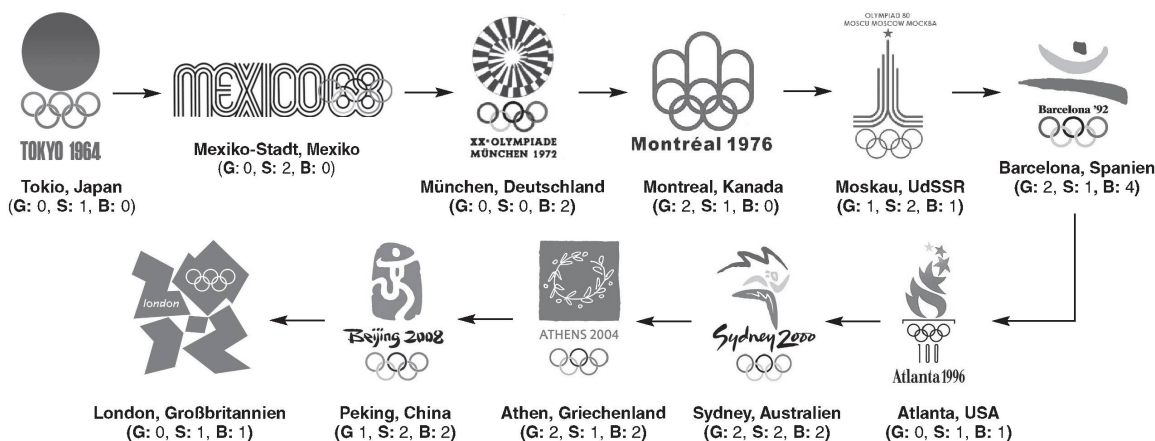 TOKYO 1964
Tokio, Japan
(G: 0, S: 1, B: 0)
MEXICO68
Mexiko-Stadt, Mexiko
(G: 0, S: 2, B: 0)
XX•OLYMPIADE
MÜNCHEN 1972
München, Deutschland
(G: 0, S: 0, B: 2)
Montréal 1976
Montreal, Kanada
(G: 2, S: 1, B: 0)
OLYMPIAD 80
MOSCU MOSCOW MOCKBA
Moskau, UdSSR
(G: 1, S: 2, B: 1)
Barcelona '92
Barcelona, Spanien
(G: 2, S: 1, B: 4)
london
London, Großbritannien
(G: 0, S: 1, B: 1)
Beijing 2008
Peking, China
(G 1, S: 2, B: 2)
ATHENS 2004
Athen, Griechenland
(G: 2, S: 1, B: 2)
Sydney 2000
Sydney, Australien
(G: 2, S: 2, B: 2)
100
Atlanta 1996
Atlanta, USA
(G: 0, S: 1, B: 1)